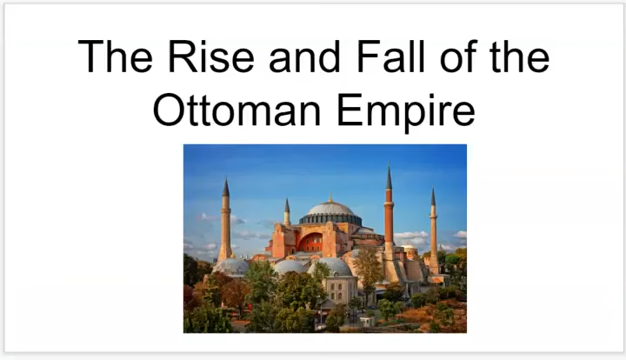 The Rise and Fall of the
Ottoman Empire